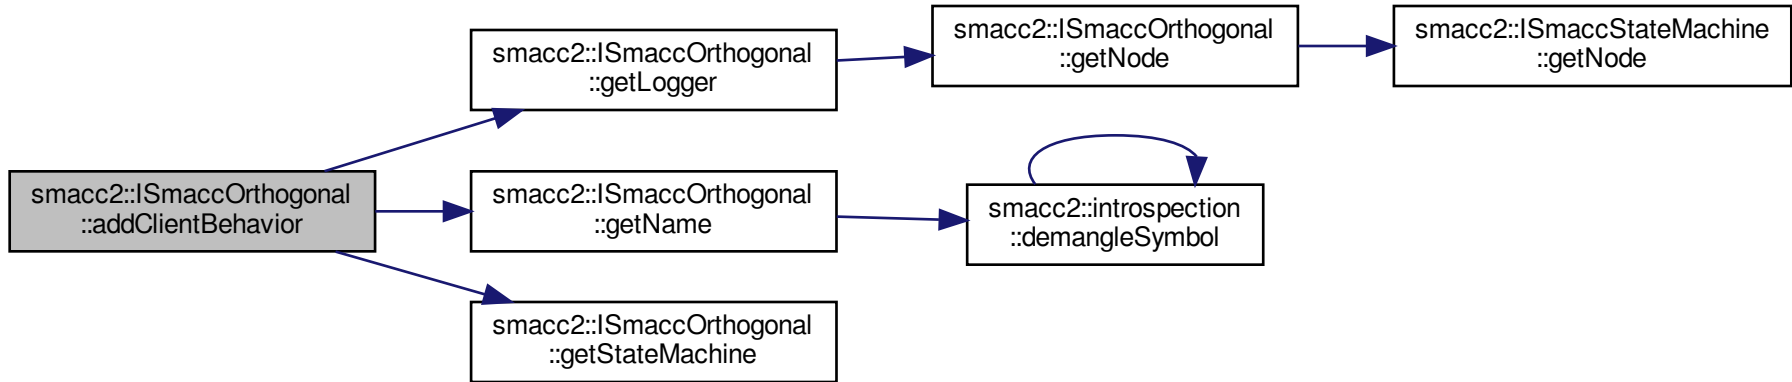 smacc2::ISmaccOrthogonal
::addClientBehavior
smacc2::ISmaccOrthogonal
::getLogger
smacc2::ISmaccOrthogonal
::getNode
smacc2::ISmaccStateMachine
::getNode
smacc2::ISmaccOrthogonal
::getName
smacc2::introspection
::demangleSymbol
smacc2::ISmaccOrthogonal
::getStateMachine